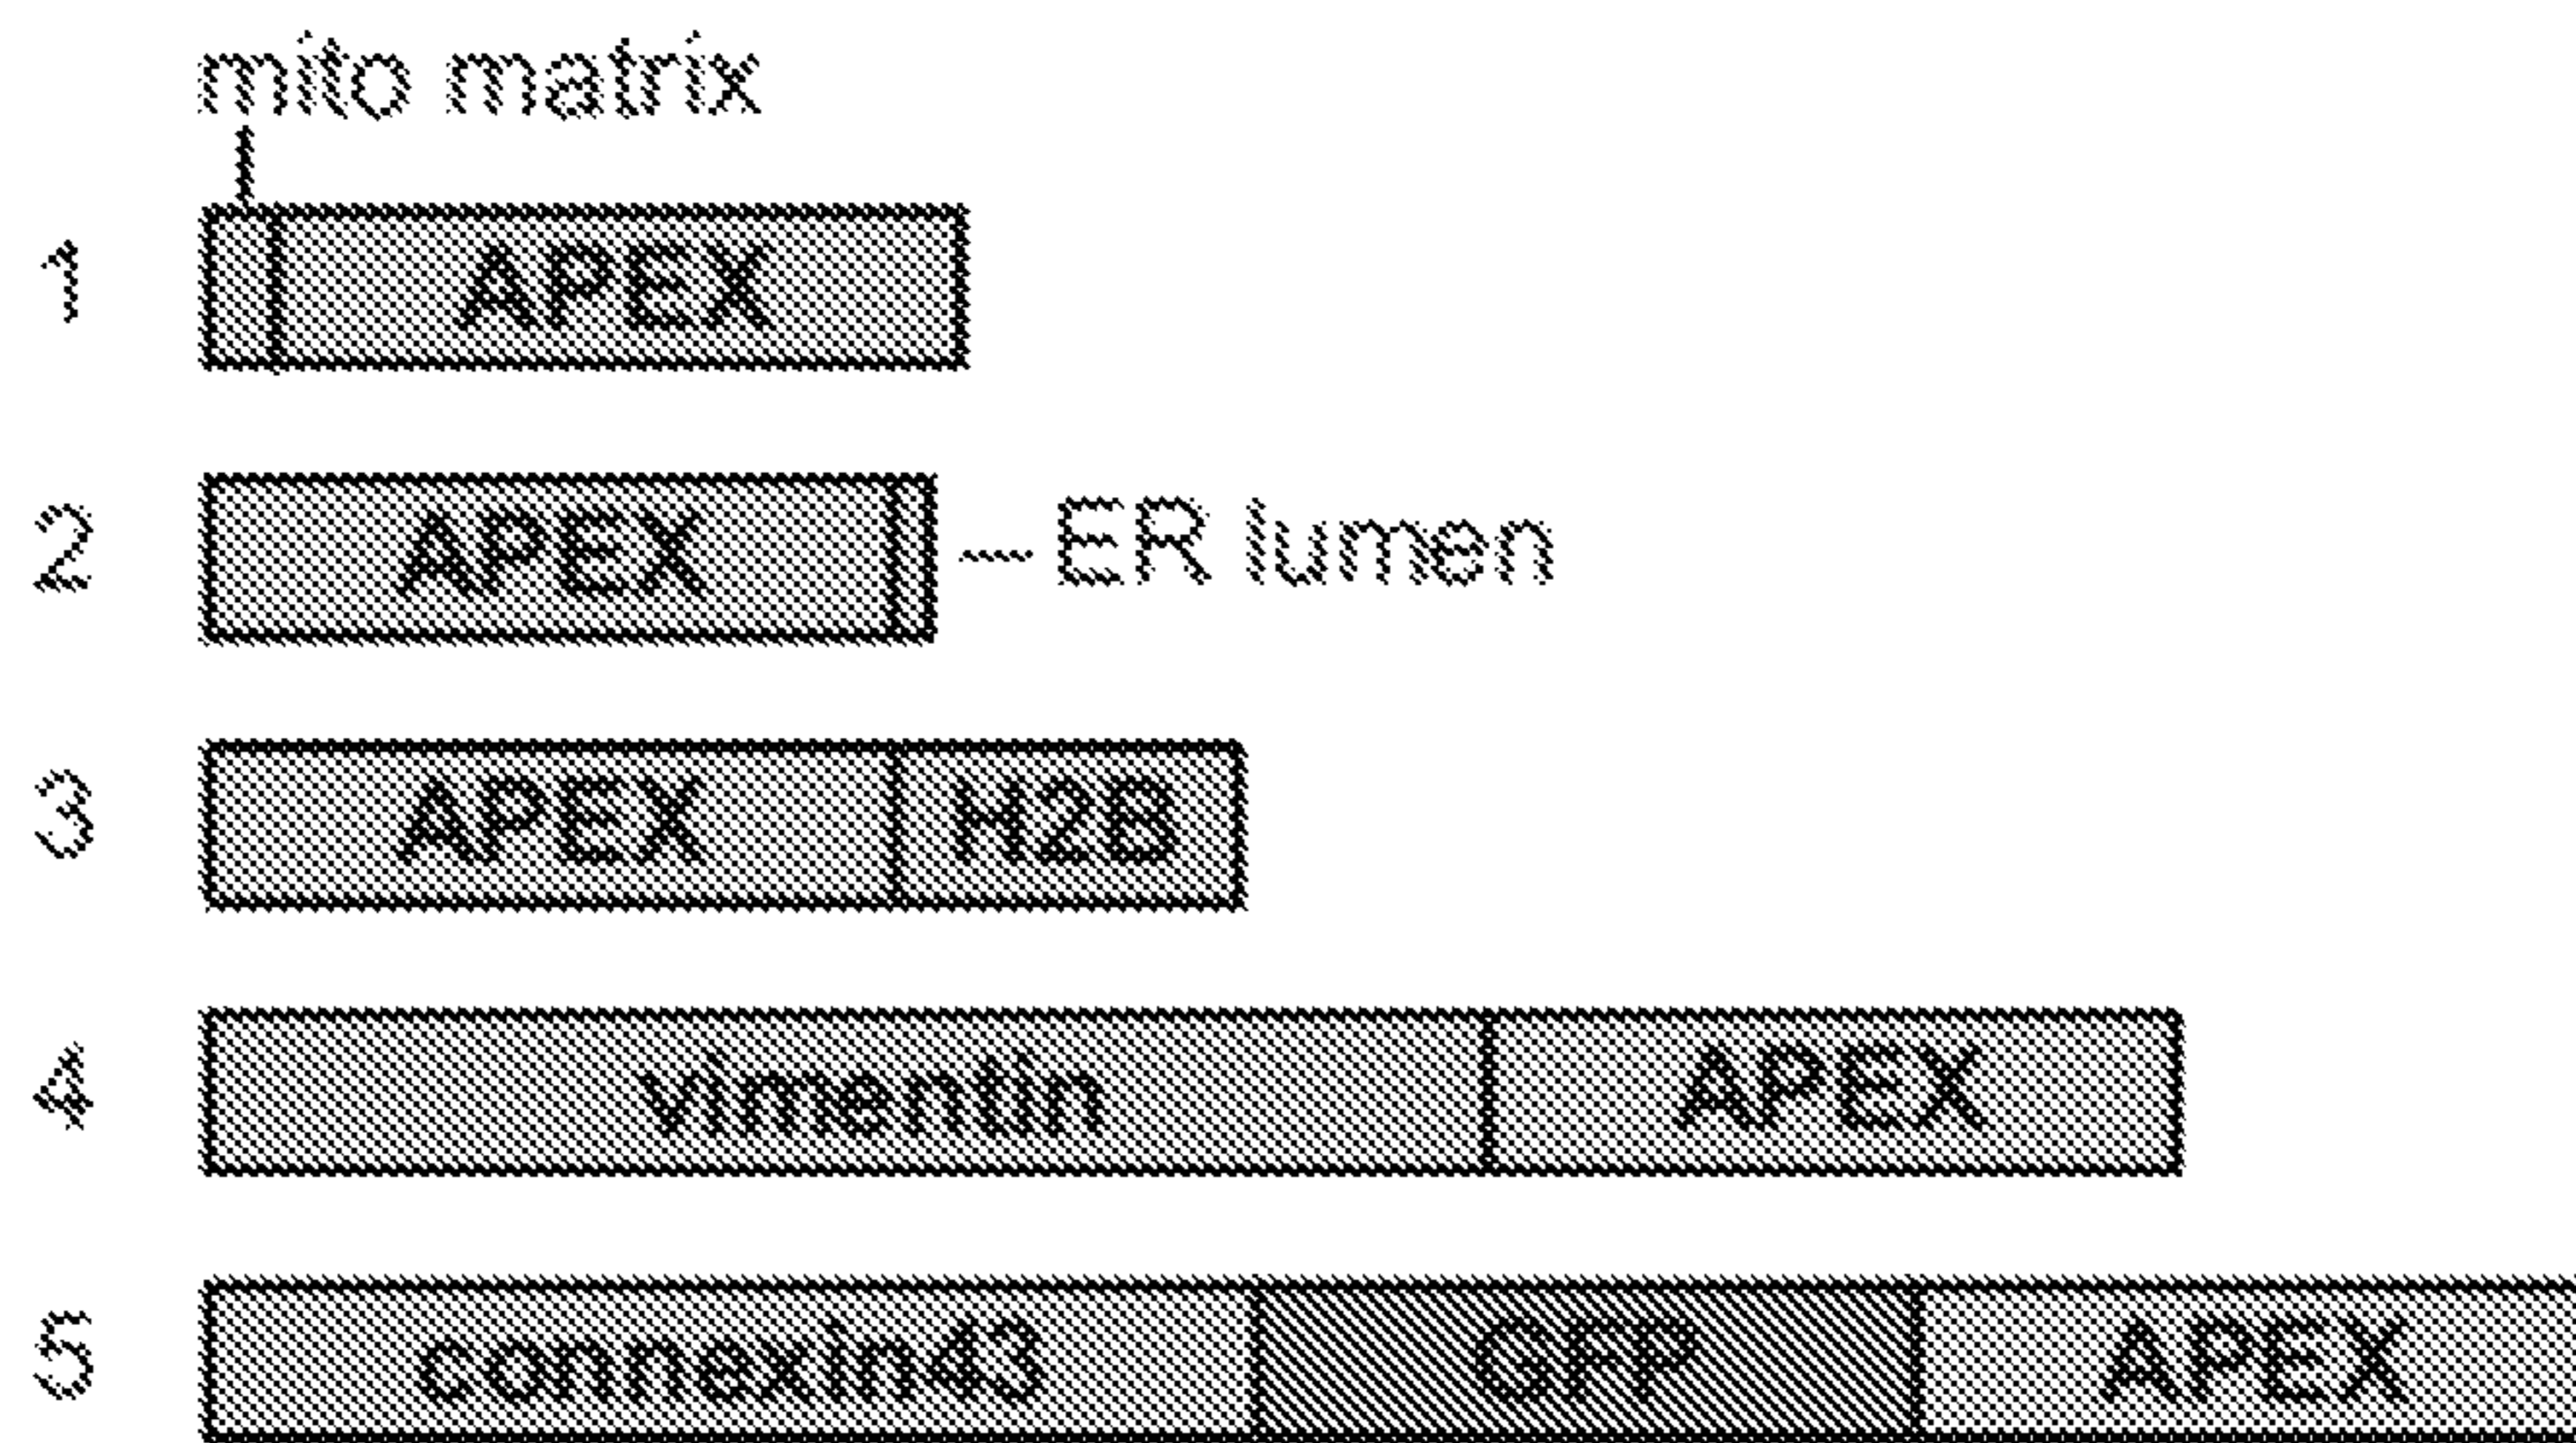 mito matrix
1 APEX
2 APEX ER lumen
3 APEX H2B
4 vimentin APEX
5 connexin43 GFP APEX